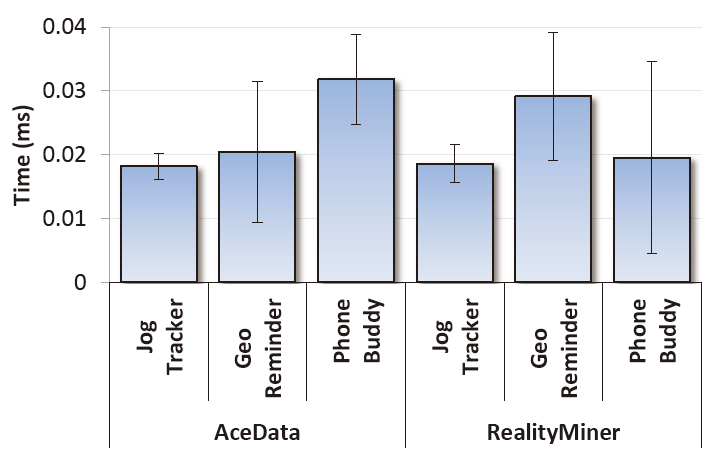 0.04
0.03
0.02
0.01
0
Time (ms)
Jog
Tracker
Geo
Reminder
Phone
Buddy
Jog
Tracker
Geo
Reminder
Phone
Buddy
AceData
RealityMiner